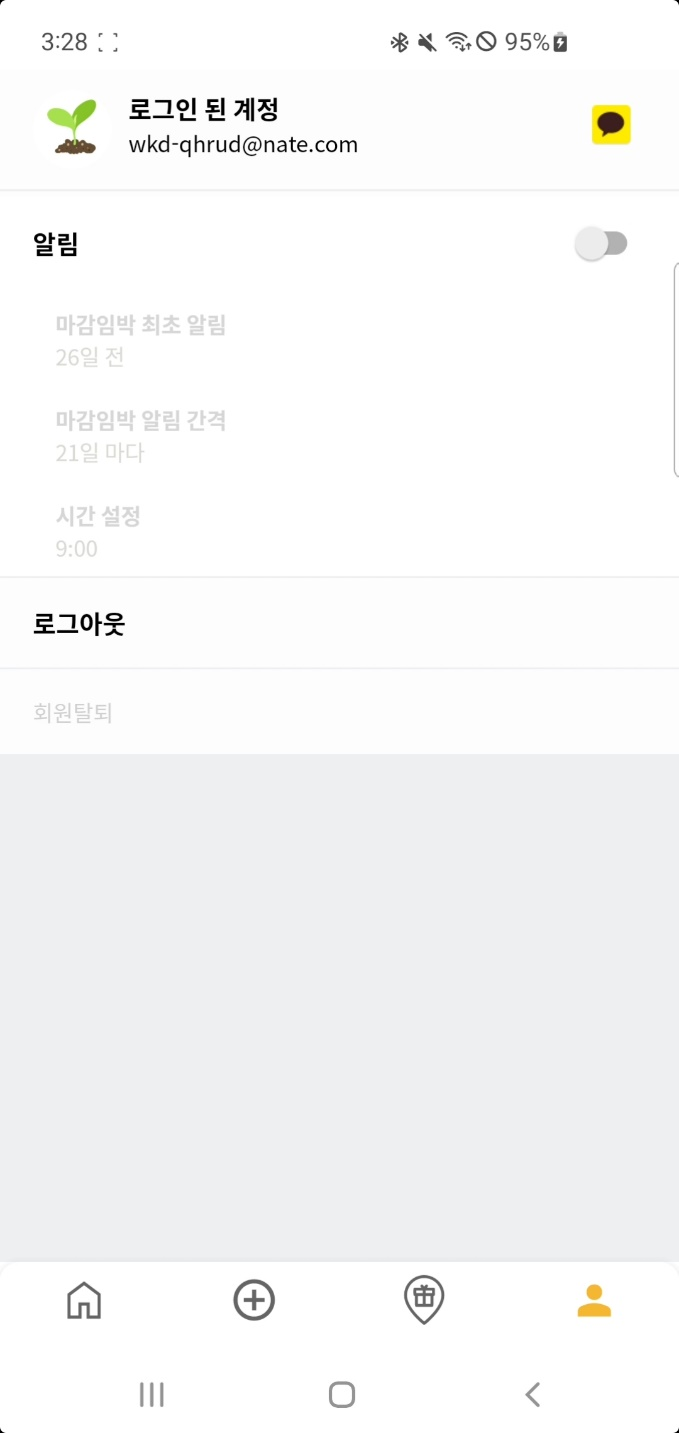 3:28
95%
로그인 된 계정
wkd-qhrud@nate.com
알림
마감임박 최초 알림
26일 전
마감임박 알림 간격
21일 마다
시간 설정
9:00
로그아웃
회원탈퇴